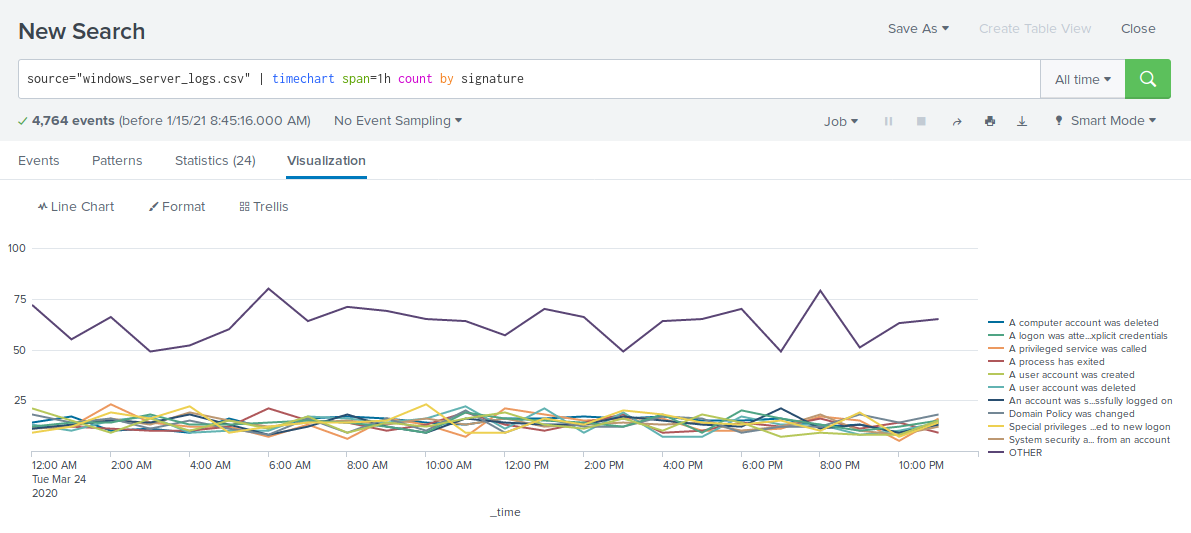 New Search
Save As
Create Table View
Close
source="windows_server_logs.csv" | timechart span=1h count by signature
All time
4,764 events (before 1/15/21 8:45:16.000 AM)
No Event Sampling
Job
Smart Mode
Events
Patterns
Statistics (24)
Visualization
Line Chart
Format
Trellis
100
75
50
25
A computer account was deleted
A logon was atte...xplicit credentials
A privileged service was called
A process has exited
A user account was created
A user account was deleted
An account was s...ssfully logged on
Domain Policy was changed
Special privileges ...ed to new logon
System security a... from an account
OTHER
12:00 AM
2:00 AM
4:00 AM
6:00 AM
8:00 AM
10:00 AM
12:00 PM
2:00 PM
4:00 PM
6:00 PM
8:00 PM
10:00 PM
Tue Mar 24
2020
_time